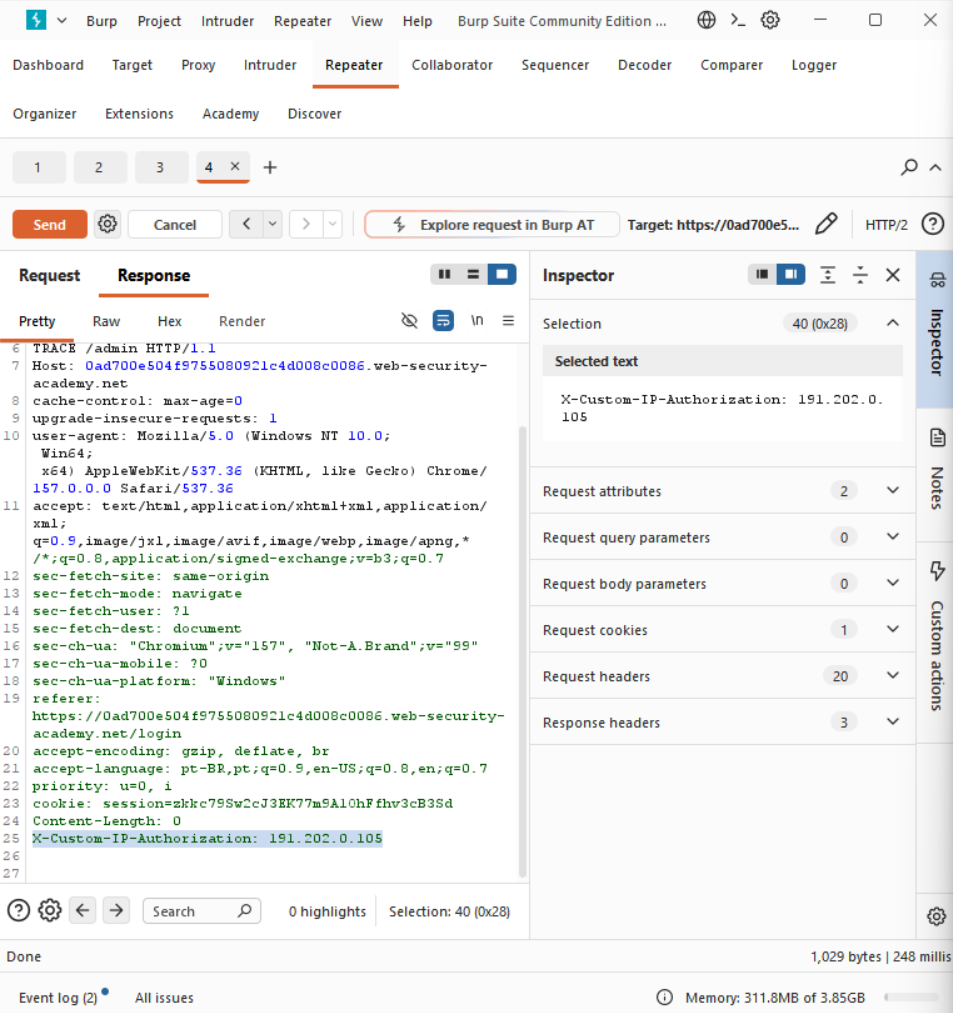 Burp Project Intruder Repeater View Help Burp Suite Community Edition ...
Dashboard Target Proxy Intruder Repeater Collaborator Sequencer Decoder Comparer Logger
Organizer Extensions Academy Discover
1 2 3 4 × +
Send Cancel < > Explore request in Burp AT Target: https://0ad700e5... HTTP/2 ?
Request Response
Pretty Raw Hex Render \n
6 TRACE /admin HTTP/1.1
7 Host: 0ad700e504f9755080921c4d008c0086.web-security-
academy.net
8 cache-control: max-age=0
9 upgrade-insecure-requests: 1
10 user-agent: Mozilla/5.0 (Windows NT 10.0;
Win64;
x64) AppleWebKit/537.36 (KHTML, like Gecko) Chrome/
157.0.0.0 Safari/537.36
11 accept: text/html,application/xhtml+xml,application/
xml;
q=0.9,image/jxl,image/avif,image/webp,image/apng,*
/*;q=0.8,application/signed-exchange;v=b3;q=0.7
12 sec-fetch-site: same-origin
13 sec-fetch-mode: navigate
14 sec-fetch-user: ?1
15 sec-fetch-dest: document
16 sec-ch-ua: "Chromium";v="157", "Not-A.Brand";v="99"
17 sec-ch-ua-mobile: ?0
18 sec-ch-ua-platform: "Windows"
19 referer:
https://0ad700e504f9755080921c4d008c0086.web-security-
academy.net/login
20 accept-encoding: gzip, deflate, br
21 accept-language: pt-BR,pt;q=0.9,en-US;q=0.8,en;q=0.7
22 priority: u=0, i
23 cookie: session=zkkc79Sw2cJ3EK77m9Al0hFfhv3cB3Sd
24 Content-Length: 0
25 X-Custom-IP-Authorization: 191.202.0.105
26
27
? Search 0 highlights Selection: 40 (0x28)
Inspector
Selection 40 (0x28)
Selected text
X-Custom-IP-Authorization: 191.202.0.
105
Request attributes 2
Request query parameters 0
Request body parameters 0
Request cookies 1
Request headers 20
Response headers 3
Inspector
Notes
Custom actions
Done 1,029 bytes | 248 millis
Event log (2) All issues Memory: 311.8MB of 3.85GB